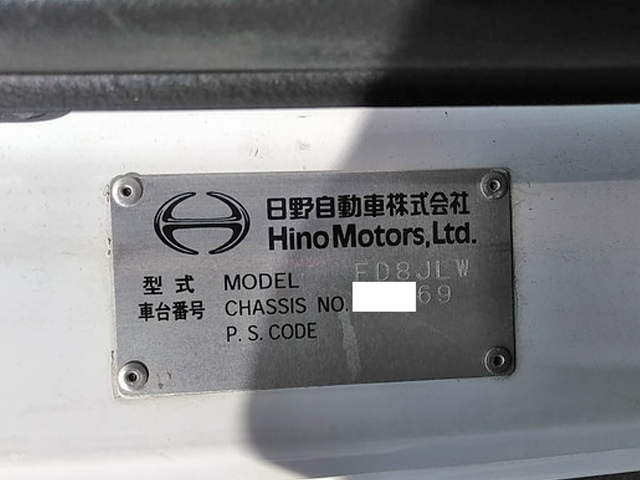 日野自動車株式会社
Hino Motors, Ltd.
型式 MODEL FD8JLW
車台番号 CHASSIS NO. 69
P.S.CODE